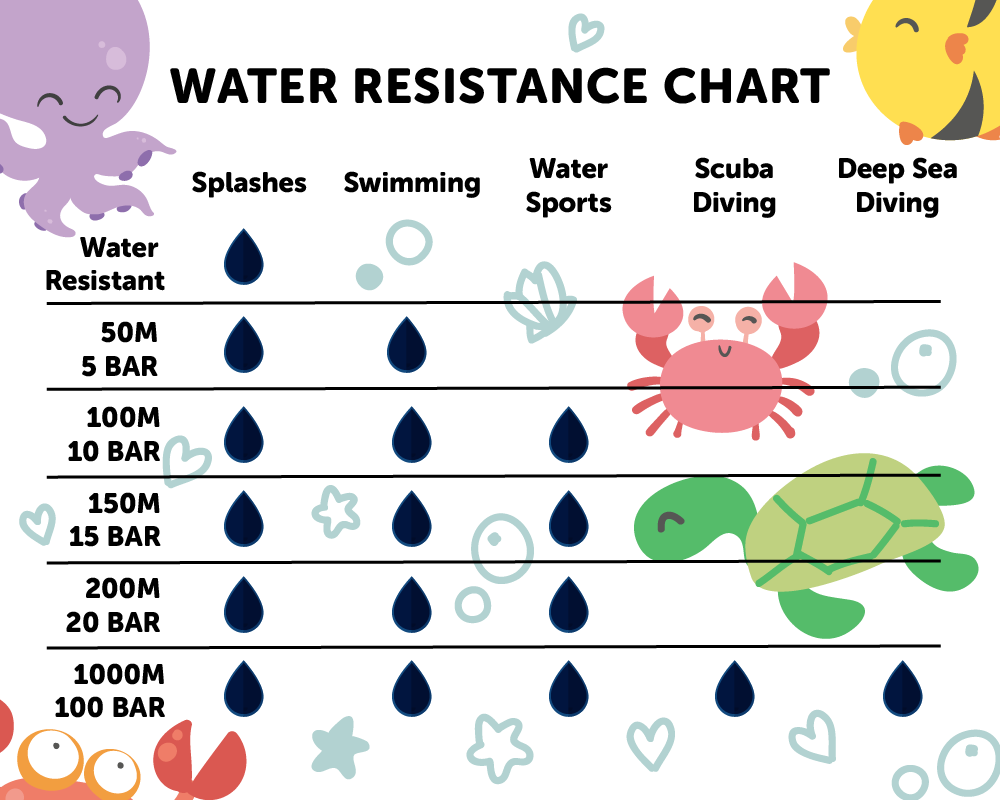 WATER RESISTANCE CHART
Splashes
Swimming
Water
Sports
Scuba
Diving
Deep Sea
Diving
Water
Resistant
50M
5 BAR
100M
10 BAR
150M
15 BAR
200M
20 BAR
1000M
100 BAR